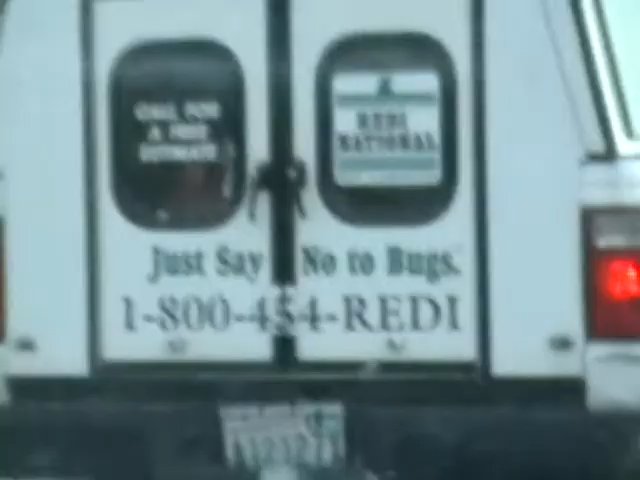 CALL FOR
A FREE
ESTIMATE
REDI
NATIONAL
Just Say No to Bugs.
1-800-454-REDI